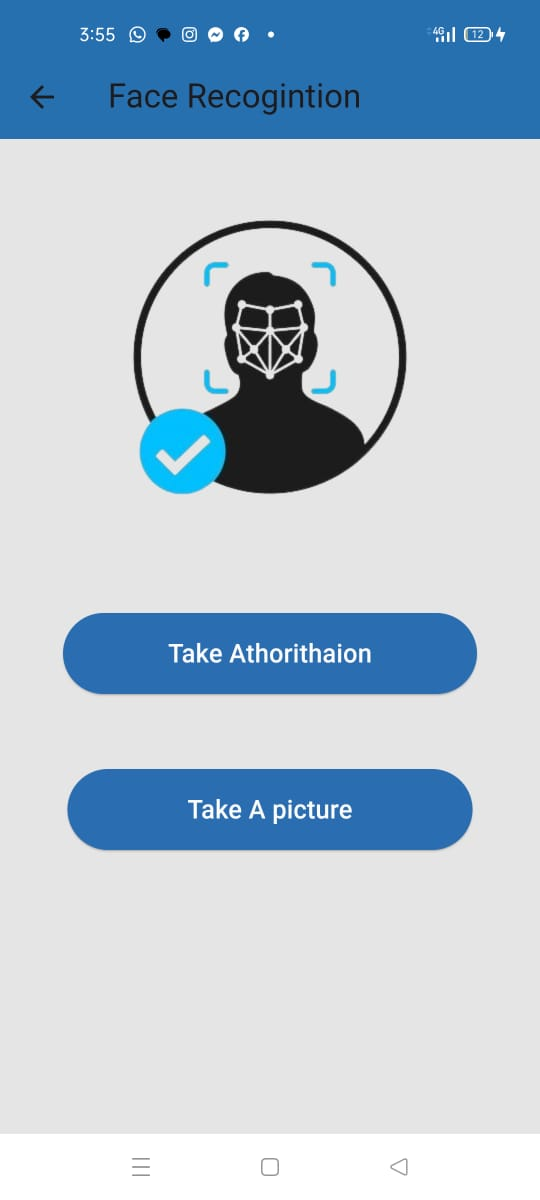 3:55
4G
12
Face Recogintion
Take Athorithaion
Take A picture